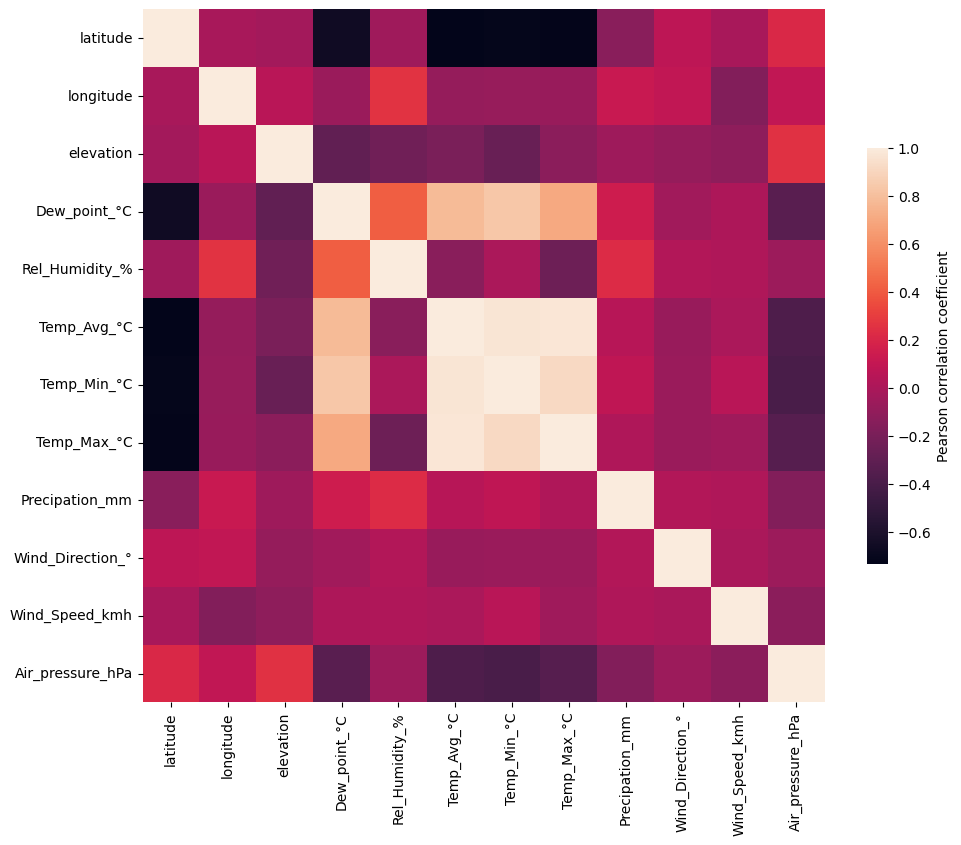 latitude
longitude
elevation
Dew_point_°C
Rel_Humidity_%
Temp_Avg_°C
Temp_Min_°C
Temp_Max_°C
Precipation_mm
Wind_Direction_°
Wind_Speed_kmh
Air_pressure_hPa
latitude
longitude
elevation
Dew_point_°C
Rel_Humidity_%
Temp_Avg_°C
Temp_Min_°C
Temp_Max_°C
Precipation_mm
Wind_Direction_°
Wind_Speed_kmh
Air_pressure_hPa
1.0
0.8
0.6
0.4
0.2
0.0
−0.2
−0.4
−0.6
Pearson correlation coefficient